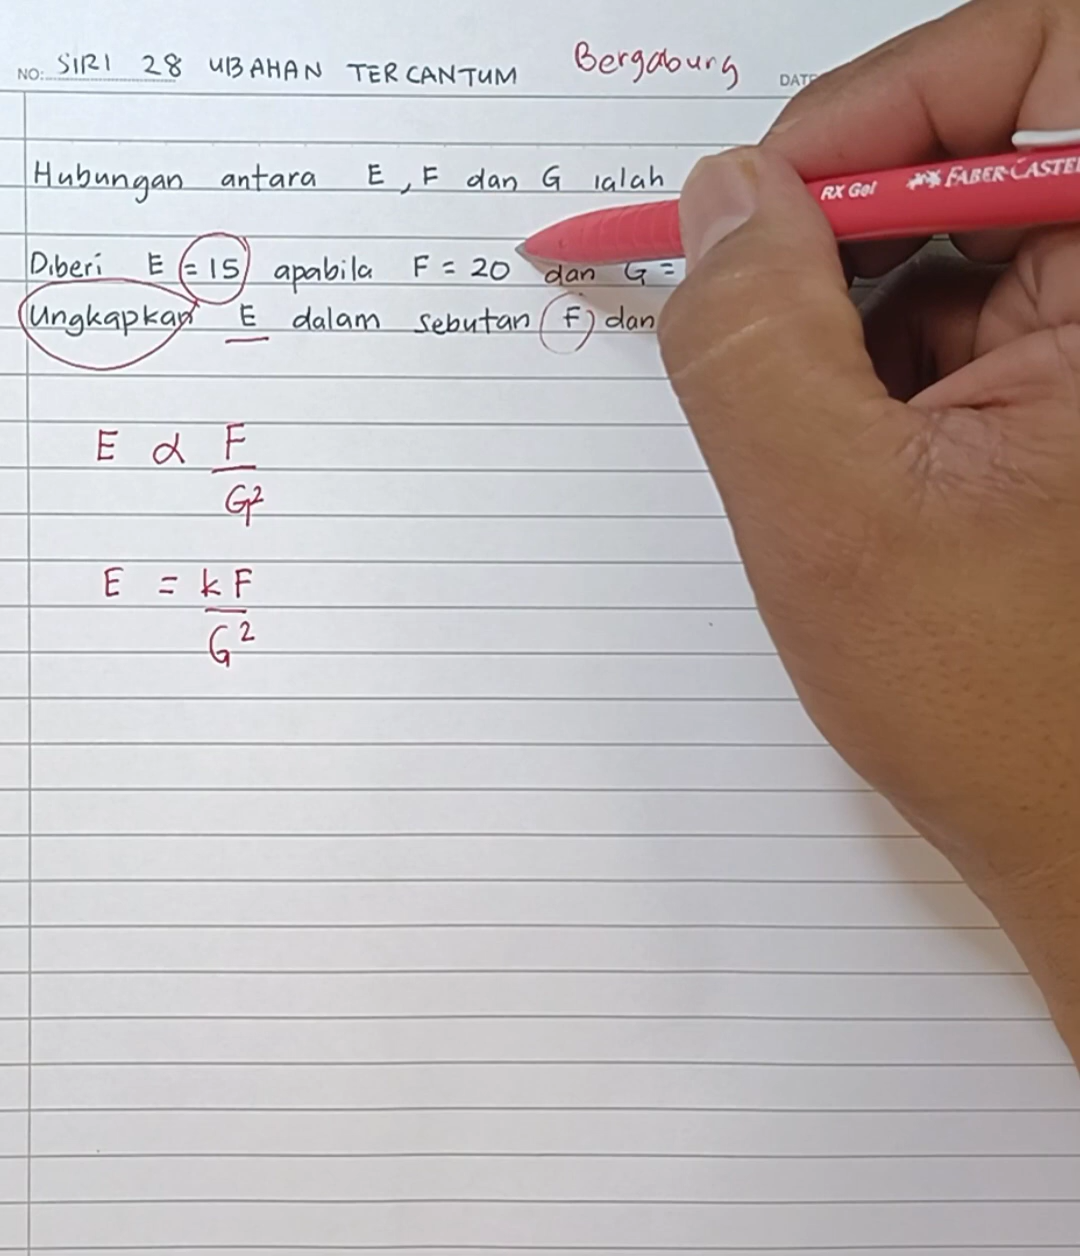 NO: SIRI 28 UBAHAN TERCANTUM Bergabung DATE
Hubungan antara E, F dan G ialah
Diberi E = 15 apabila F = 20 dan G =
Ungkapkan E dalam sebutan F dan
E ∝ F
G²
E = kF
G²
RX Gel FABER-CASTEL